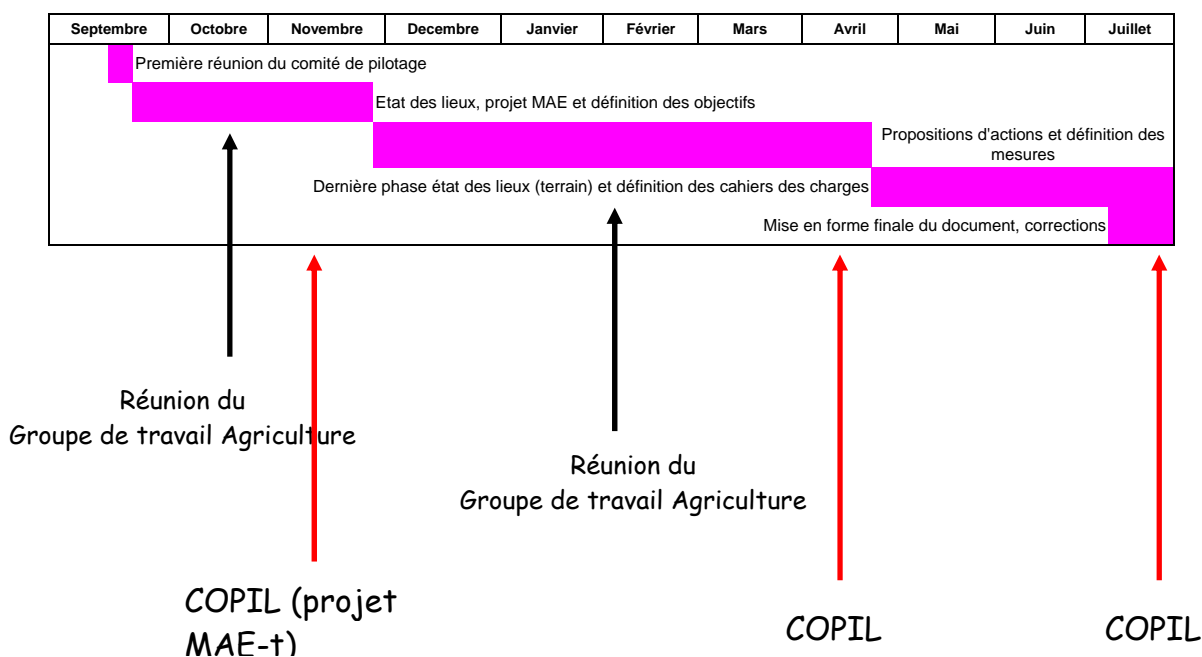 Septembre Octobre Novembre Decembre Janvier Février Mars Avril Mai Juin Juillet
Première réunion du comité de pilotage
Etat des lieux, projet MAE et définition des objectifs
Propositions d'actions et définition des
mesures
Dernière phase état des lieux (terrain) et définition des cahiers des charges
Mise en forme finale du document, corrections
Réunion du
Groupe de travail Agriculture
Réunion du
Groupe de travail Agriculture
COPIL (projet
MAE-t)
COPIL
COPIL